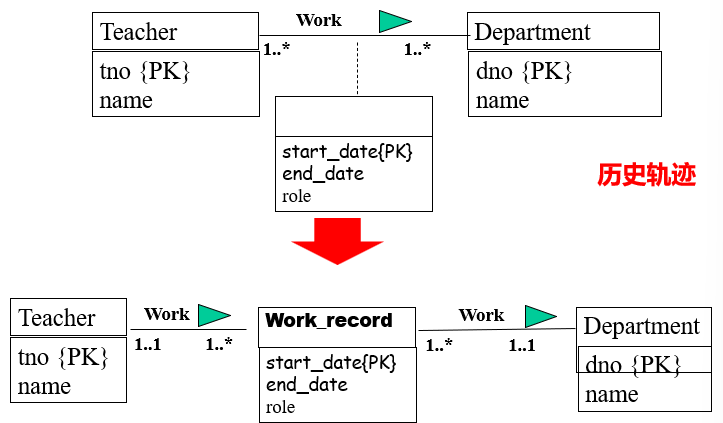 Work
Teacher
Department
1..*
1..*
tno {PK}
name
dno {PK}
name
start_date{PK}
end_date
role
历史轨迹
Teacher
Work
Work_record
Work
Department
1..1
1..*
1..*
1..1
tno {PK}
name
start_date{PK}
end_date
role
dno {PK}
name